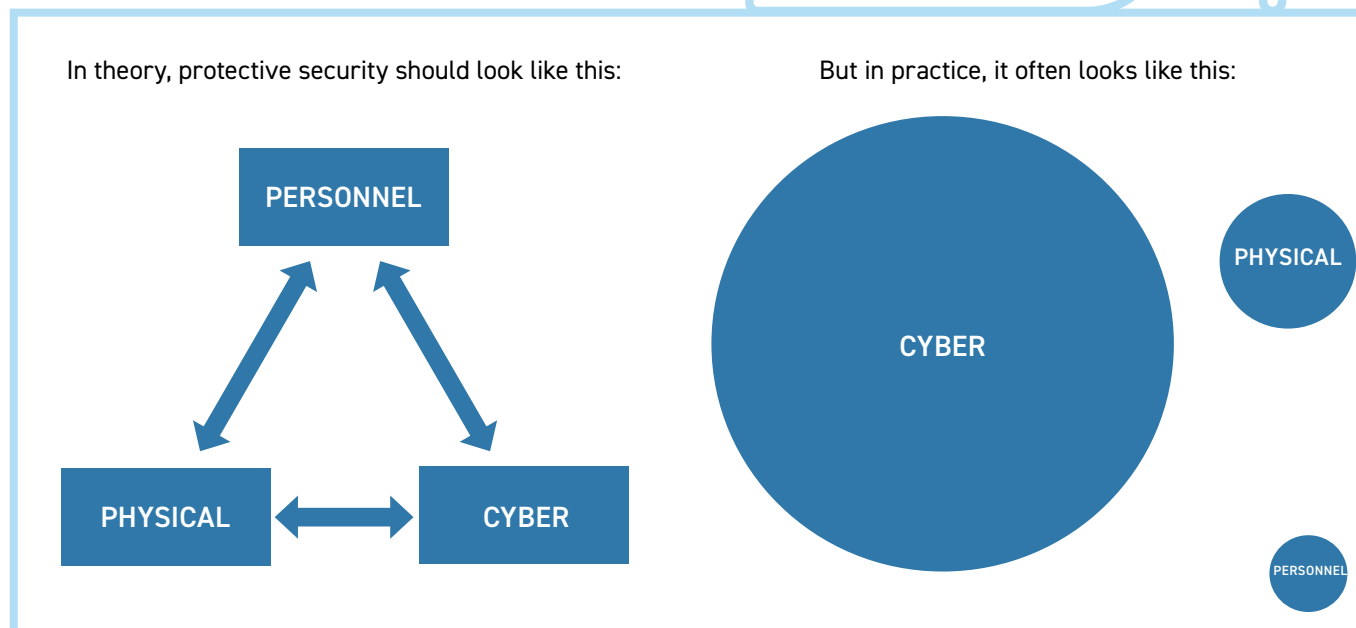 In theory, protective security should look like this:
PERSONNEL
PHYSICAL
CYBER
But in practice, it often looks like this:
CYBER
PHYSICAL
PERSONNEL